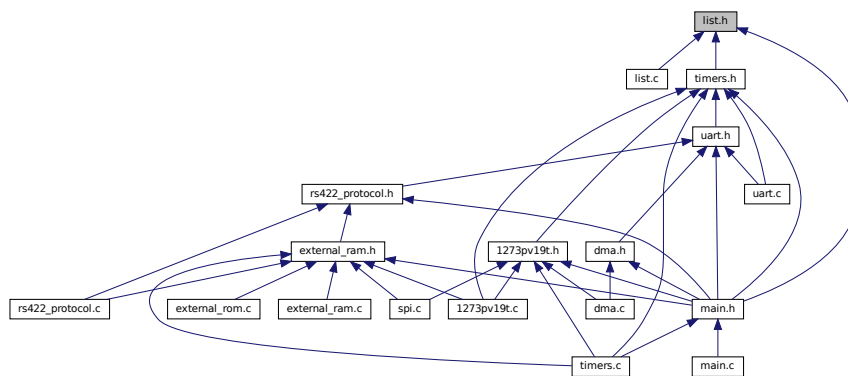 list.h
list.c
timers.h
uart.h
rs422_protocol.h
uart.c
external_ram.h
1273pv19t.h
dma.h
rs422_protocol.c
external_rom.c
external_ram.c
spi.c
1273pv19t.c
dma.c
main.h
timers.c
main.c